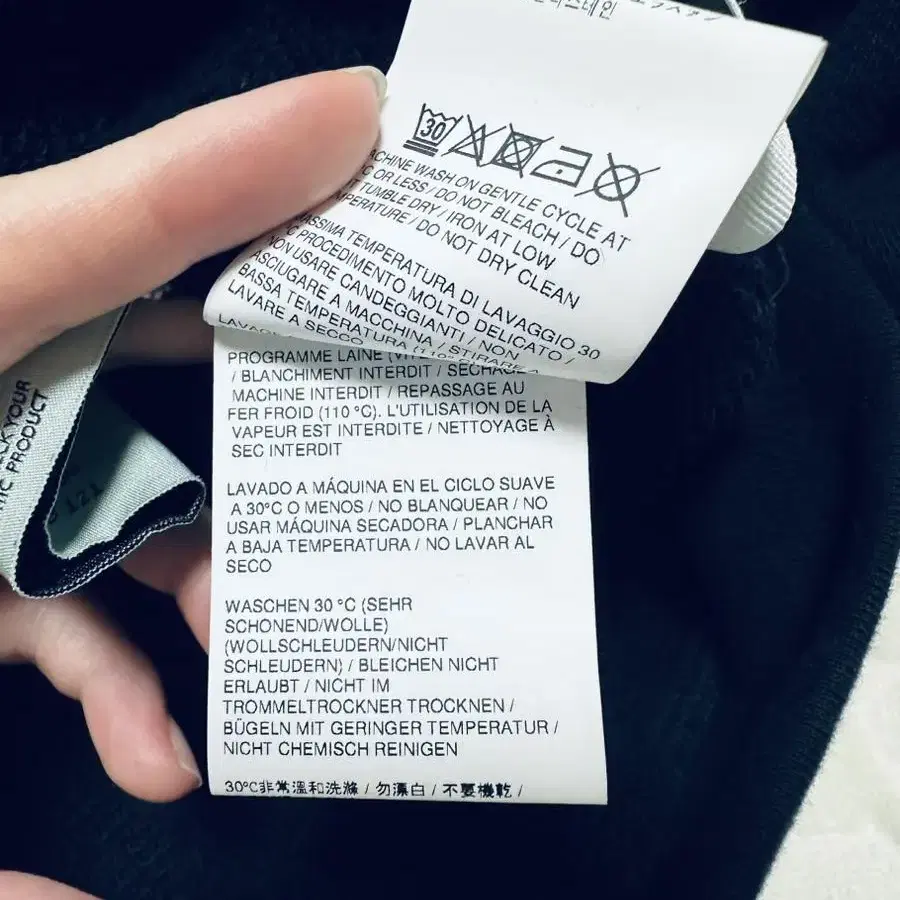 30
ACHINE WASH ON GENTLE CYCLE AT
°C OR LESS / DO NOT BLEACH / DO
T TUMBLE DRY / IRON AT LOW
MPERATURE / DO NOT DRY CLEAN
MASSIMA TEMPERATURA DI LAVAGGIO 30
°C PROCEDIMENTO MOLTO DELICATO /
NON USARE CANDEGGIANTI / NON
ASCIUGARE A MACCHINA / STIRARE A
BASSA TEMPERATURA (110°
LAVARE A SECCO
PROGRAMME LAINE
/ BLANCHIMENT INTERDIT / SECHAGE
MACHINE INTERDIT / REPASSAGE AU
FER FROID (110 °C). L'UTILISATION DE LA
VAPEUR EST INTERDITE / NETTOYAGE À
SEC INTERDIT
LAVADO A MÁQUINA EN EL CICLO SUAVE
A 30°C O MENOS / NO BLANQUEAR / NO
USAR MÁQUINA SECADORA / PLANCHAR
A BAJA TEMPERATURA / NO LAVAR AL
SECO
WASCHEN 30 °C (SEHR
SCHONEND/WOLLE)
(WOLLSCHLEUDERN/NICHT
SCHLEUDERN) / BLEICHEN NICHT
ERLAUBT / NICHT IM
TROMMELTROCKNER TROCKNEN /
BÜGELN MIT GERINGER TEMPERATUR /
NICHT CHEMISCH REINIGEN
30°C非常溫和洗滌 / 勿漂白 / 不要機乾 /
YOUR
PRODUCT